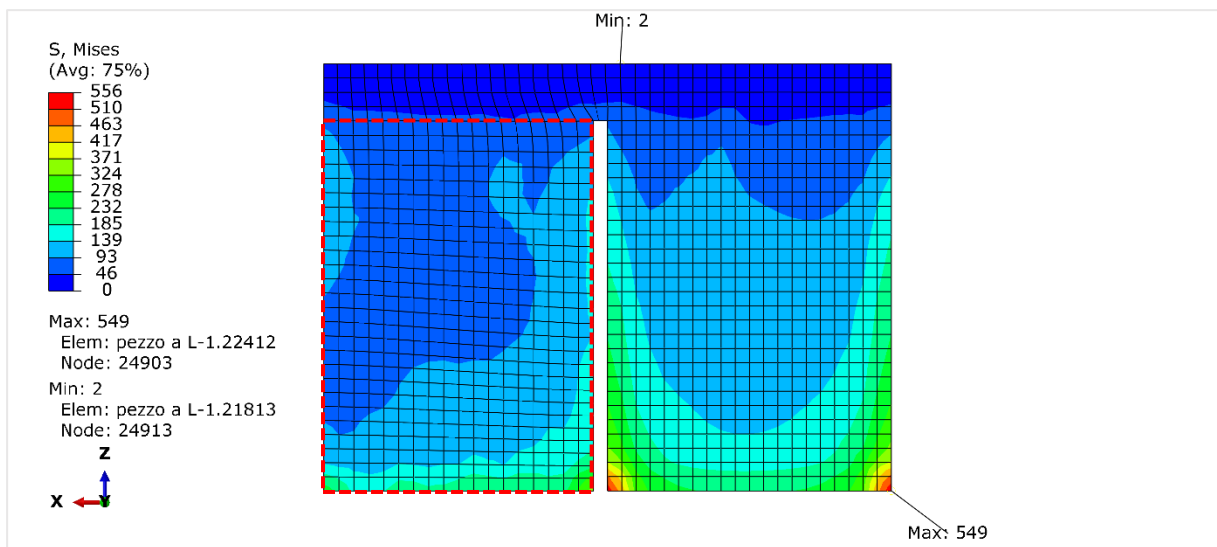 Min: 2
S, Mises
(Avg: 75%)
556
510
463
417
371
324
278
232
185
139
93
46
0
Max: 549
Elem: pezzo a L-1.22412
Node: 24903
Min: 2
Elem: pezzo a L-1.21813
Node: 24913
Z
X
Y
Max: 549